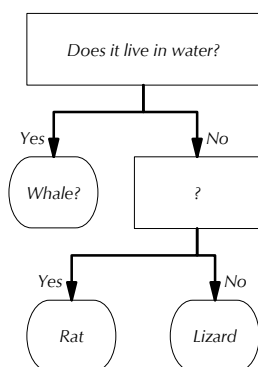 Does it live in water?
Yes
No
Whale?
?
Yes
No
Rat
Lizard